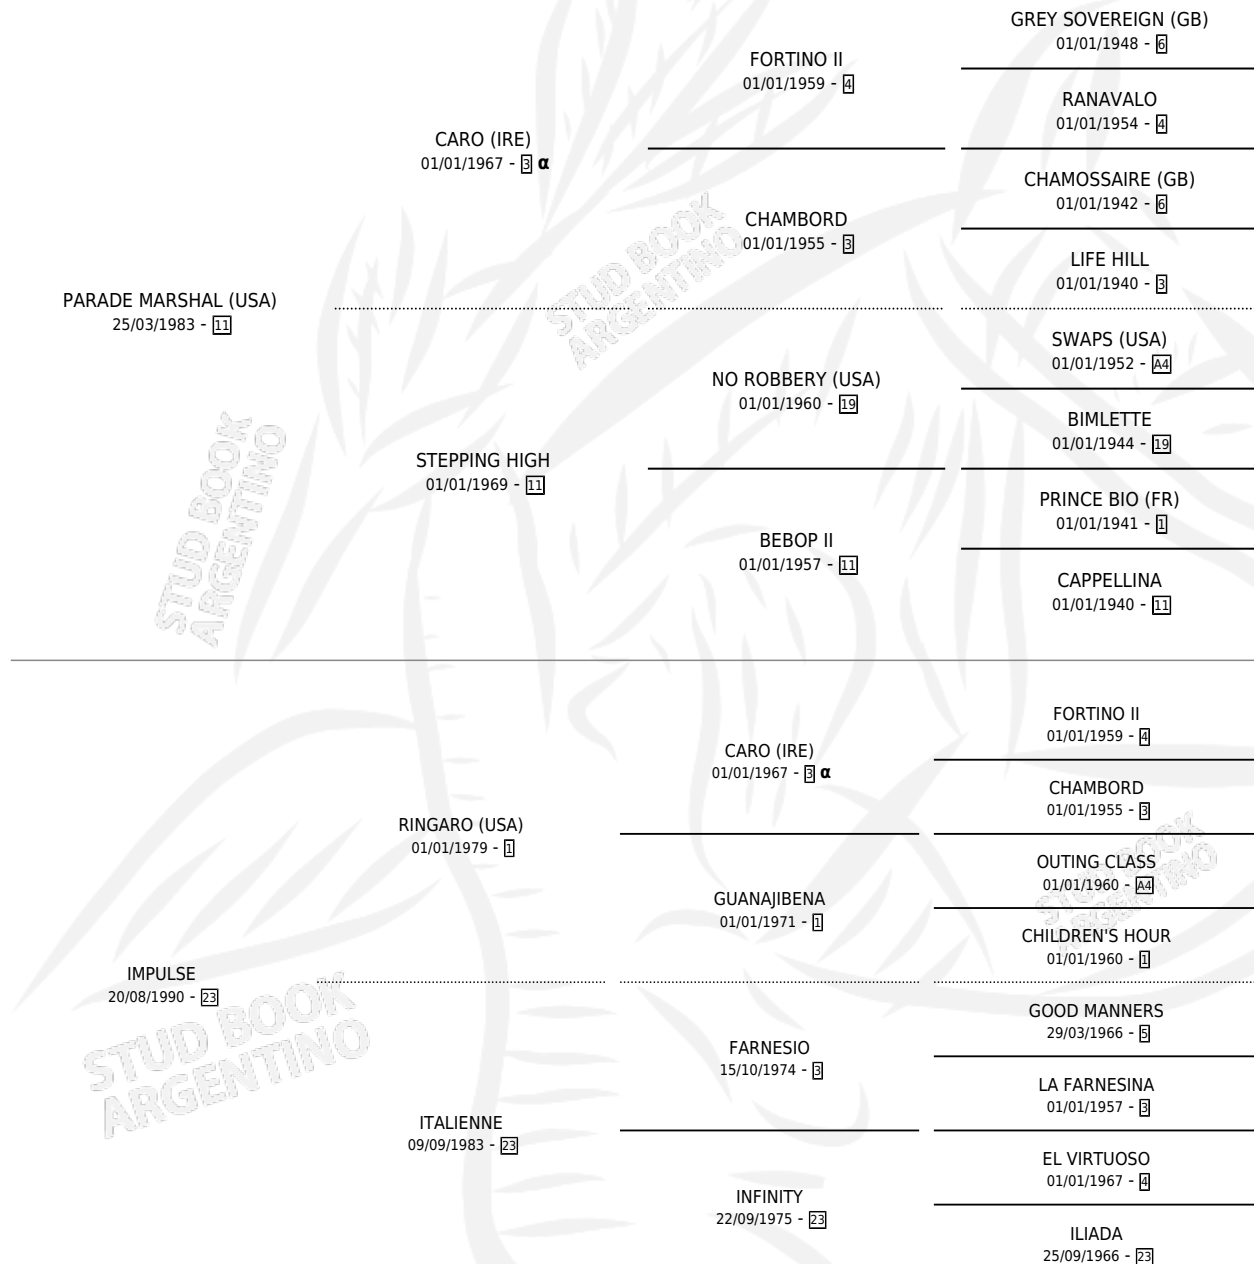 GREY SOVEREIGN (GB)
01/01/1948 - 6
FORTINO II
01/01/1959 - 4
RANAVALO
01/01/1954 - 4
CARO (IRE)
01/01/1967 - 3 α
CHAMOSSAIRE (GB)
01/01/1942 - 6
CHAMBORD
01/01/1955 - 3
LIFE HILL
01/01/1940 - 3
PARADE MARSHAL (USA)
25/03/1983 - 11
SWAPS (USA)
01/01/1952 - A4
NO ROBBERY (USA)
01/01/1960 - 19
BIMLETTE
01/01/1944 - 19
STEPPING HIGH
01/01/1969 - 11
PRINCE BIO (FR)
01/01/1941 - 1
BEBOP II
01/01/1957 - 11
CAPPELLINA
01/01/1940 - 11
FORTINO II
01/01/1959 - 4
CARO (IRE)
01/01/1967 - 3 α
CHAMBORD
01/01/1955 - 3
RINGARO (USA)
01/01/1979 - 1
OUTING CLASS
01/01/1960 - A4
GUANAJIBENA
01/01/1971 - 1
CHILDREN'S HOUR
01/01/1960 - 1
IMPULSE
20/08/1990 - 23
GOOD MANNERS
29/03/1966 - 5
FARNESIO
15/10/1974 - 3
LA FARNESINA
01/01/1957 - 3
ITALIENNE
09/09/1983 - 23
EL VIRTUOSO
01/01/1967 - 4
INFINITY
22/09/1975 - 23
ILIADA
25/09/1966 - 23
STUD BOOK
ARGENTINO
STUD BOOK
ARGENTINO
STUD BOOK
ARGENTINO
STUD BOOK
ARGENTINO